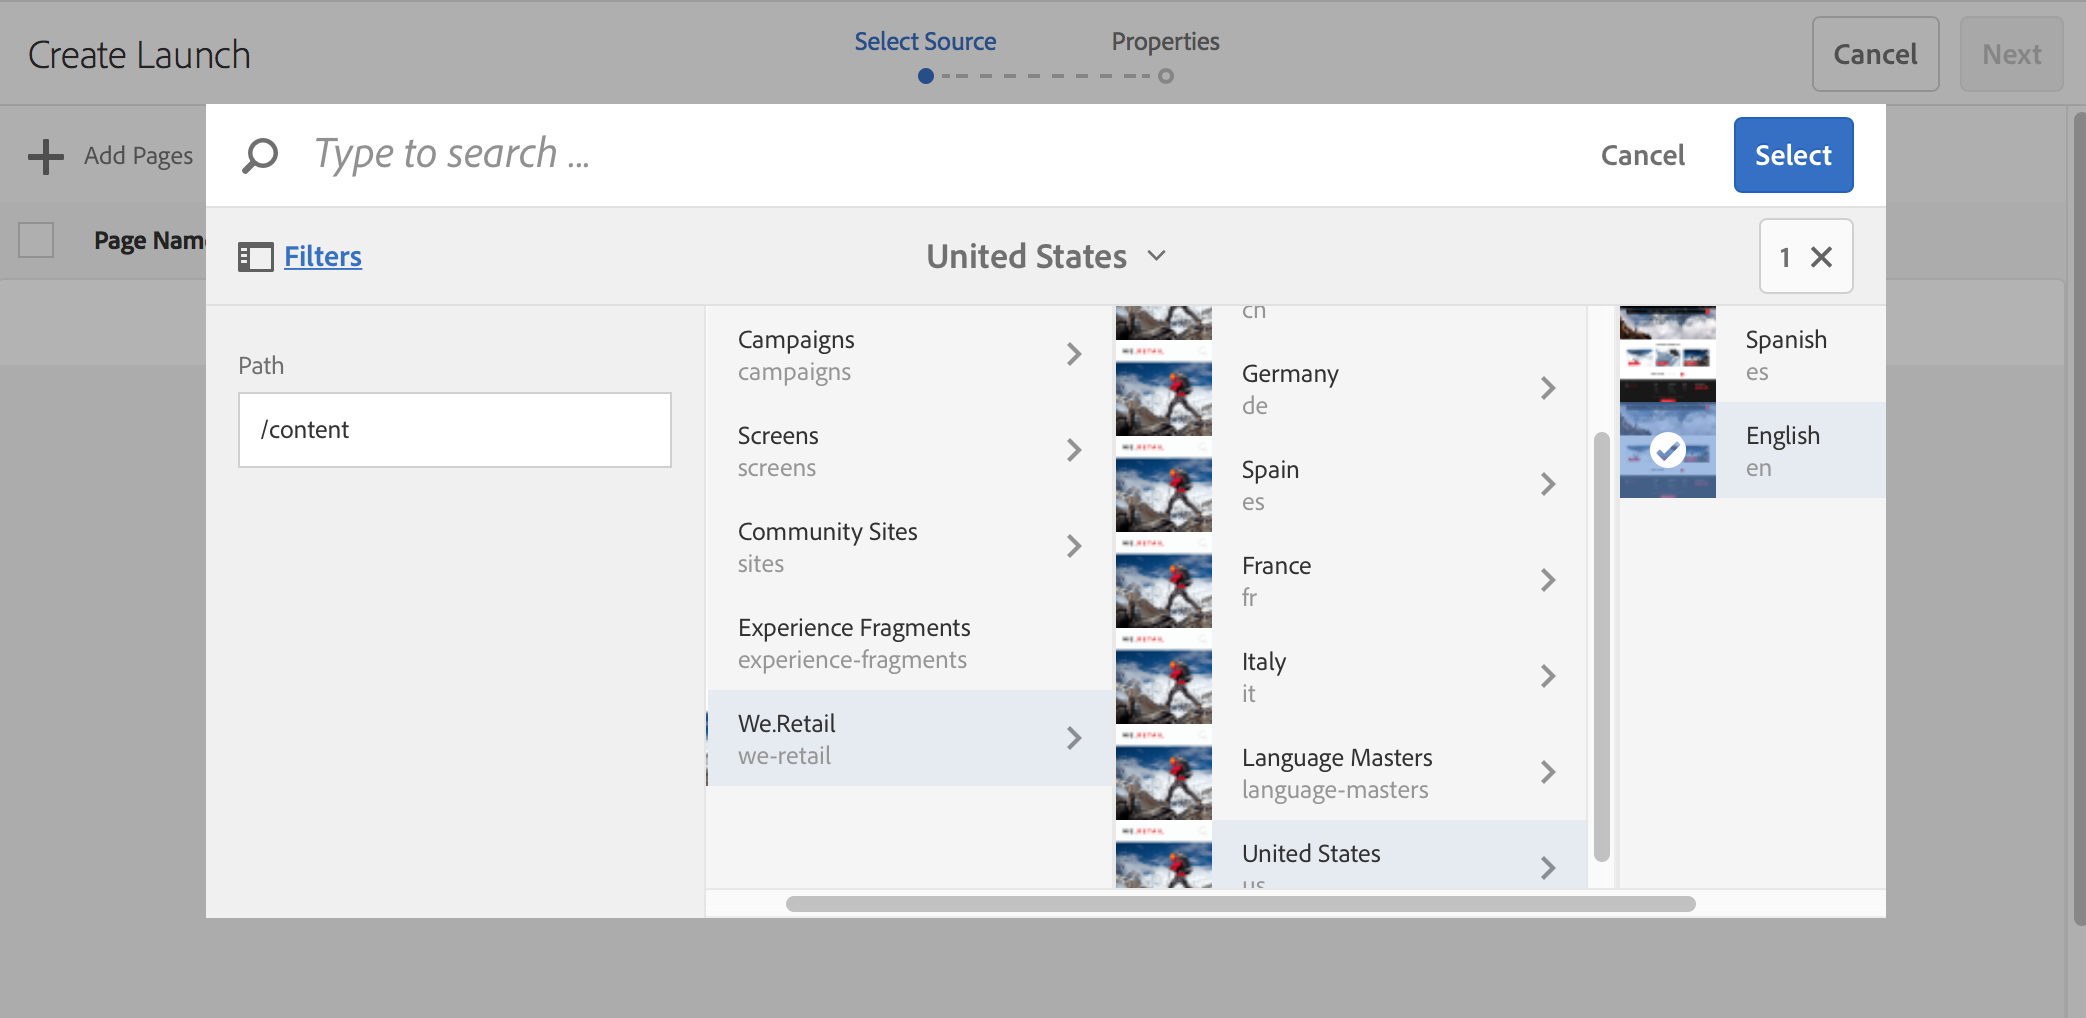 Create Launch
Select Source
Properties
Cancel
Next
Add Pages
Type to search ...
Cancel
Select
Page Nam
Filters
United States
1
Path
/content
Campaigns
campaigns
Screens
screens
Community Sites
sites
Experience Fragments
experience-fragments
We.Retail
we-retail
ch
Germany
de
Spain
es
France
fr
Italy
it
Language Masters
language-masters
United States
us
Spanish
es
English
en